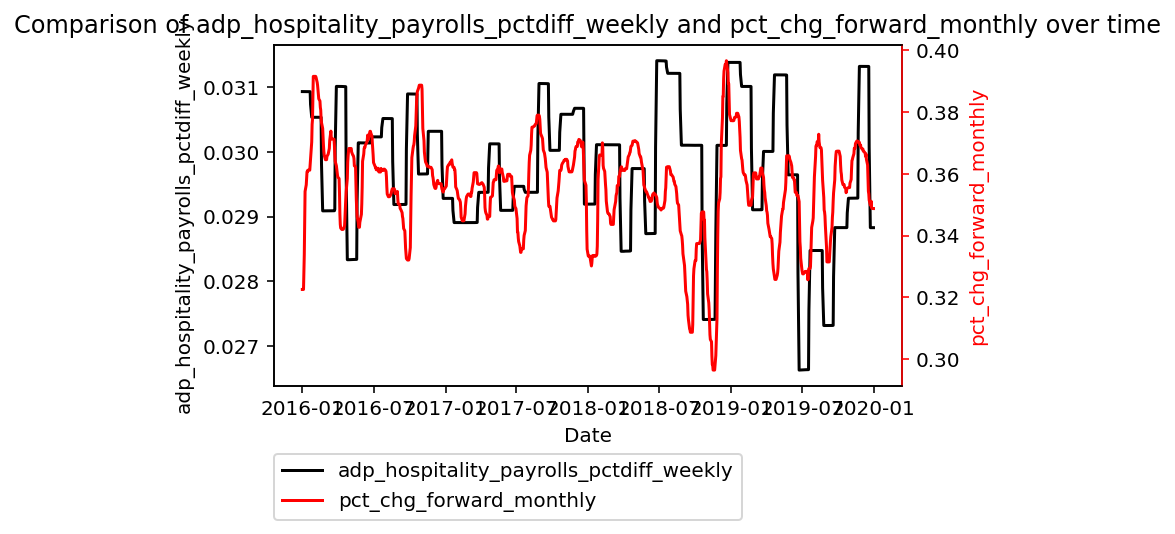 Comparison of adp_hospitality_payrolls_pctdiff_weekly and pct_chg_forward_monthly over time
adp_hospitality_payrolls_pctdiff_weekly
0.031
0.030
0.029
0.028
0.027
0.40
0.38
0.36
0.34
0.32
0.30
pct_chg_forward_monthly
2016-01 2016-07 2017-01 2017-07 2018-01 2018-07 2019-01 2019-07 2020-01
Date
adp_hospitality_payrolls_pctdiff_weekly
pct_chg_forward_monthly